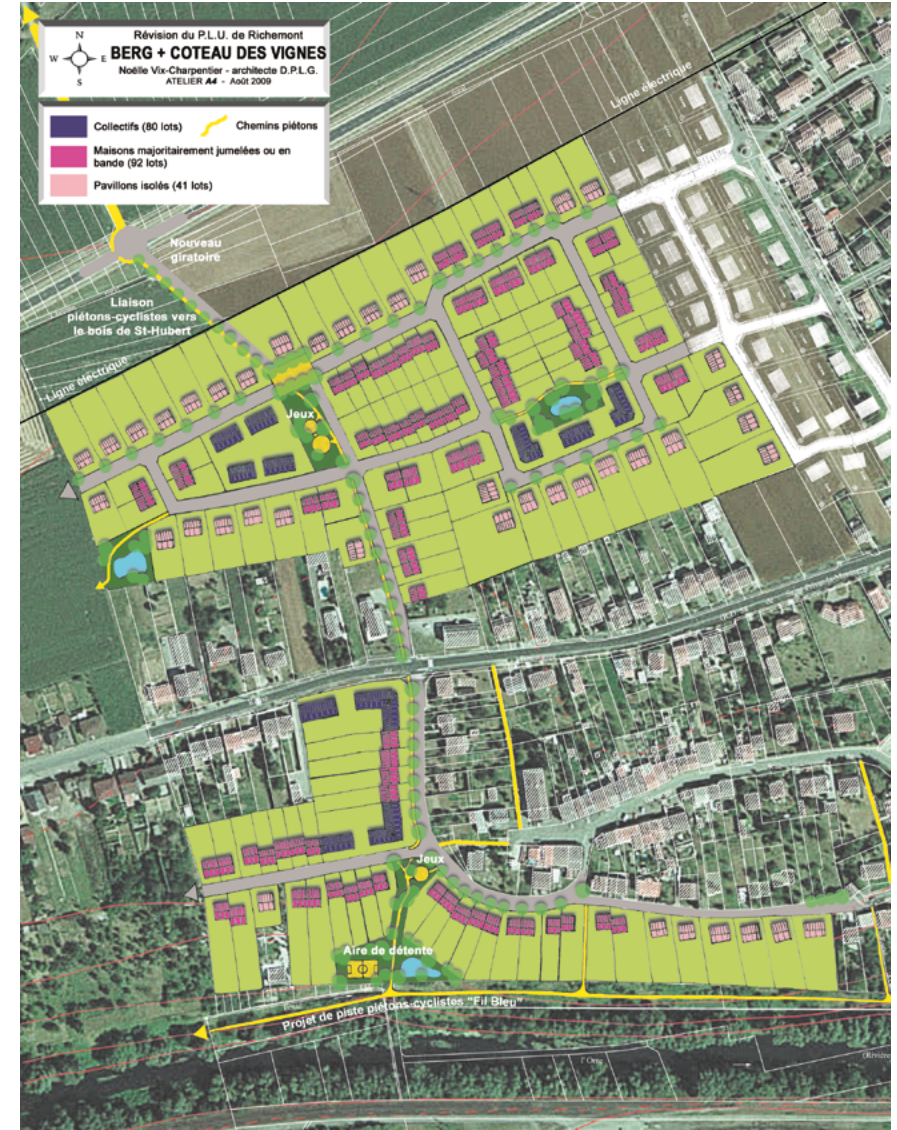 Révision du P.L.U. de Richemont
N
W
E
S
BERG + COTEAU DES VIGNES
Noëlle Vix-Charpentier - architecte D.P.L.G.
ATELIER A4 - Août 2009
Collectifs (80 lots)
Chemins piétons
Maisons majoritairement jumelées ou en
bande (92 lots)
Pavillons isolés (41 lots)
Ligne électrique
Nouveau
giratoire
Liaison
piétons-cyclistes vers
le bois de St-Hubert
Ligne électrique
Jeux
Jeux
Aire de détente
Projet de piste piétons-cyclistes "Fil Bleu"
l'Orne
(Rivière